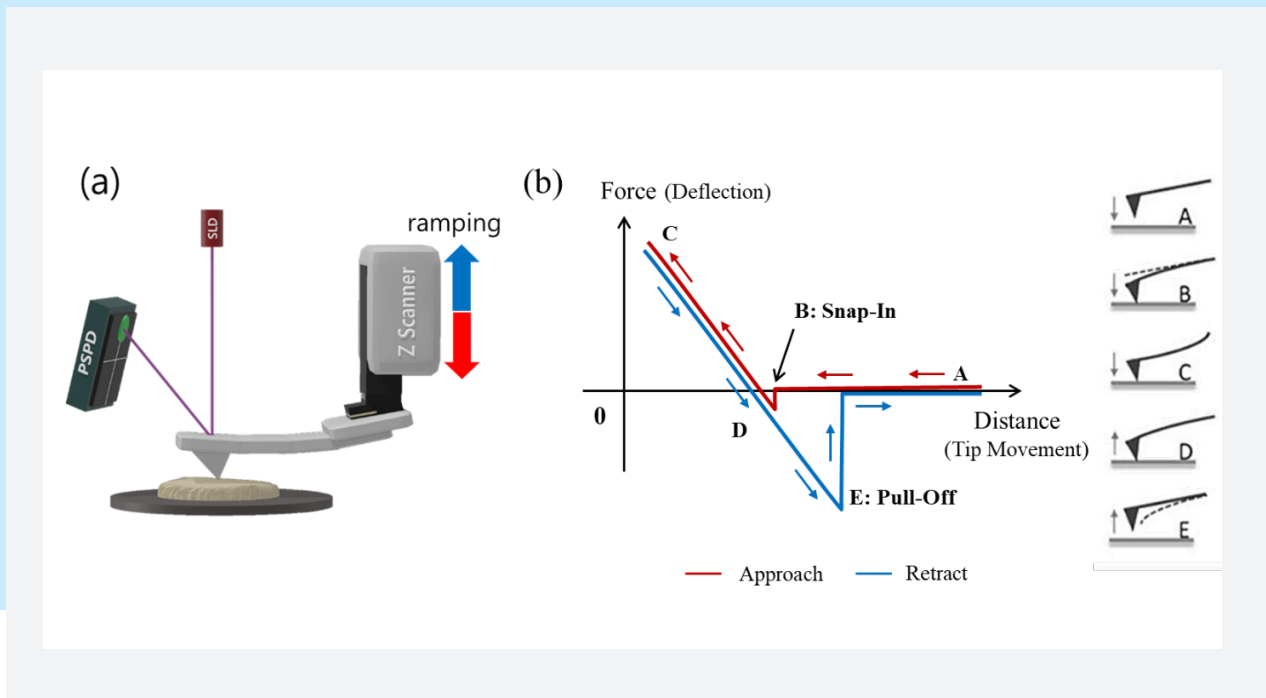 (a)
SLD
ramping
PSPD
Z Scanner
(b)
Force (Deflection)
C
B: Snap-In
A
0
D
Distance
(Tip Movement)
E: Pull-Off
Approach
Retract
A
B
C
D
E